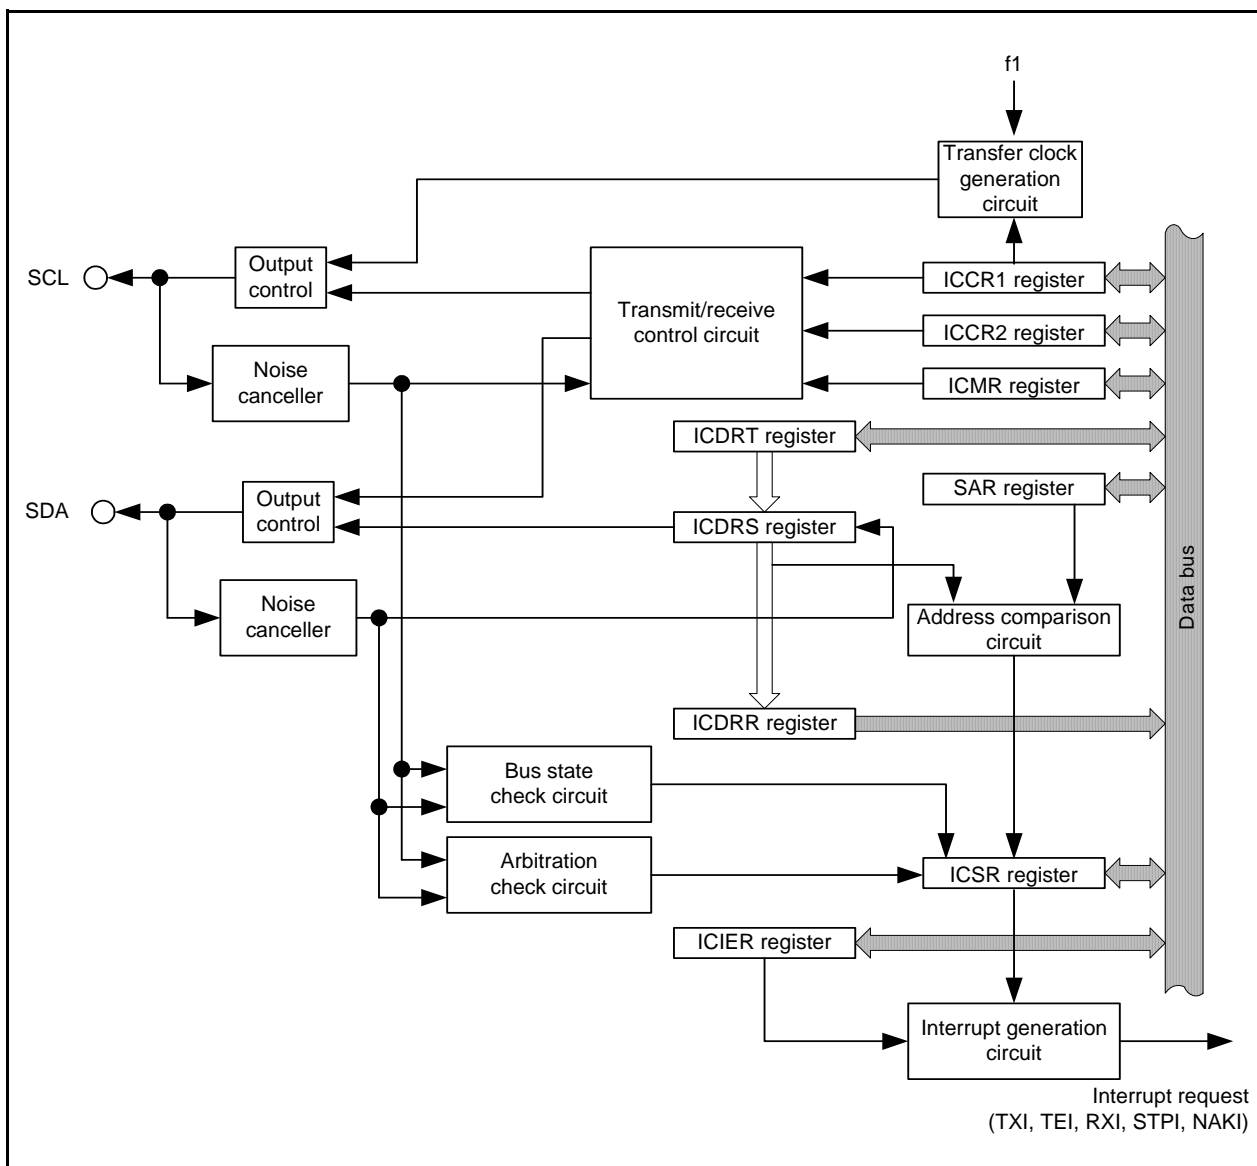 f1
Transfer clock
generation
circuit
SCL
Output
control
Transmit/receive
control circuit
ICCR1 register
ICCR2 register
ICMR register
Noise
canceller
ICDRT register
SAR register
SDA
Output
control
ICDRS register
Data bus
Noise
canceller
Address comparison
circuit
ICDRR register
Bus state
check circuit
Arbitration
check circuit
ICSR register
ICIER register
Interrupt generation
circuit
Interrupt request
(TXI, TEI, RXI, STPI, NAKI)